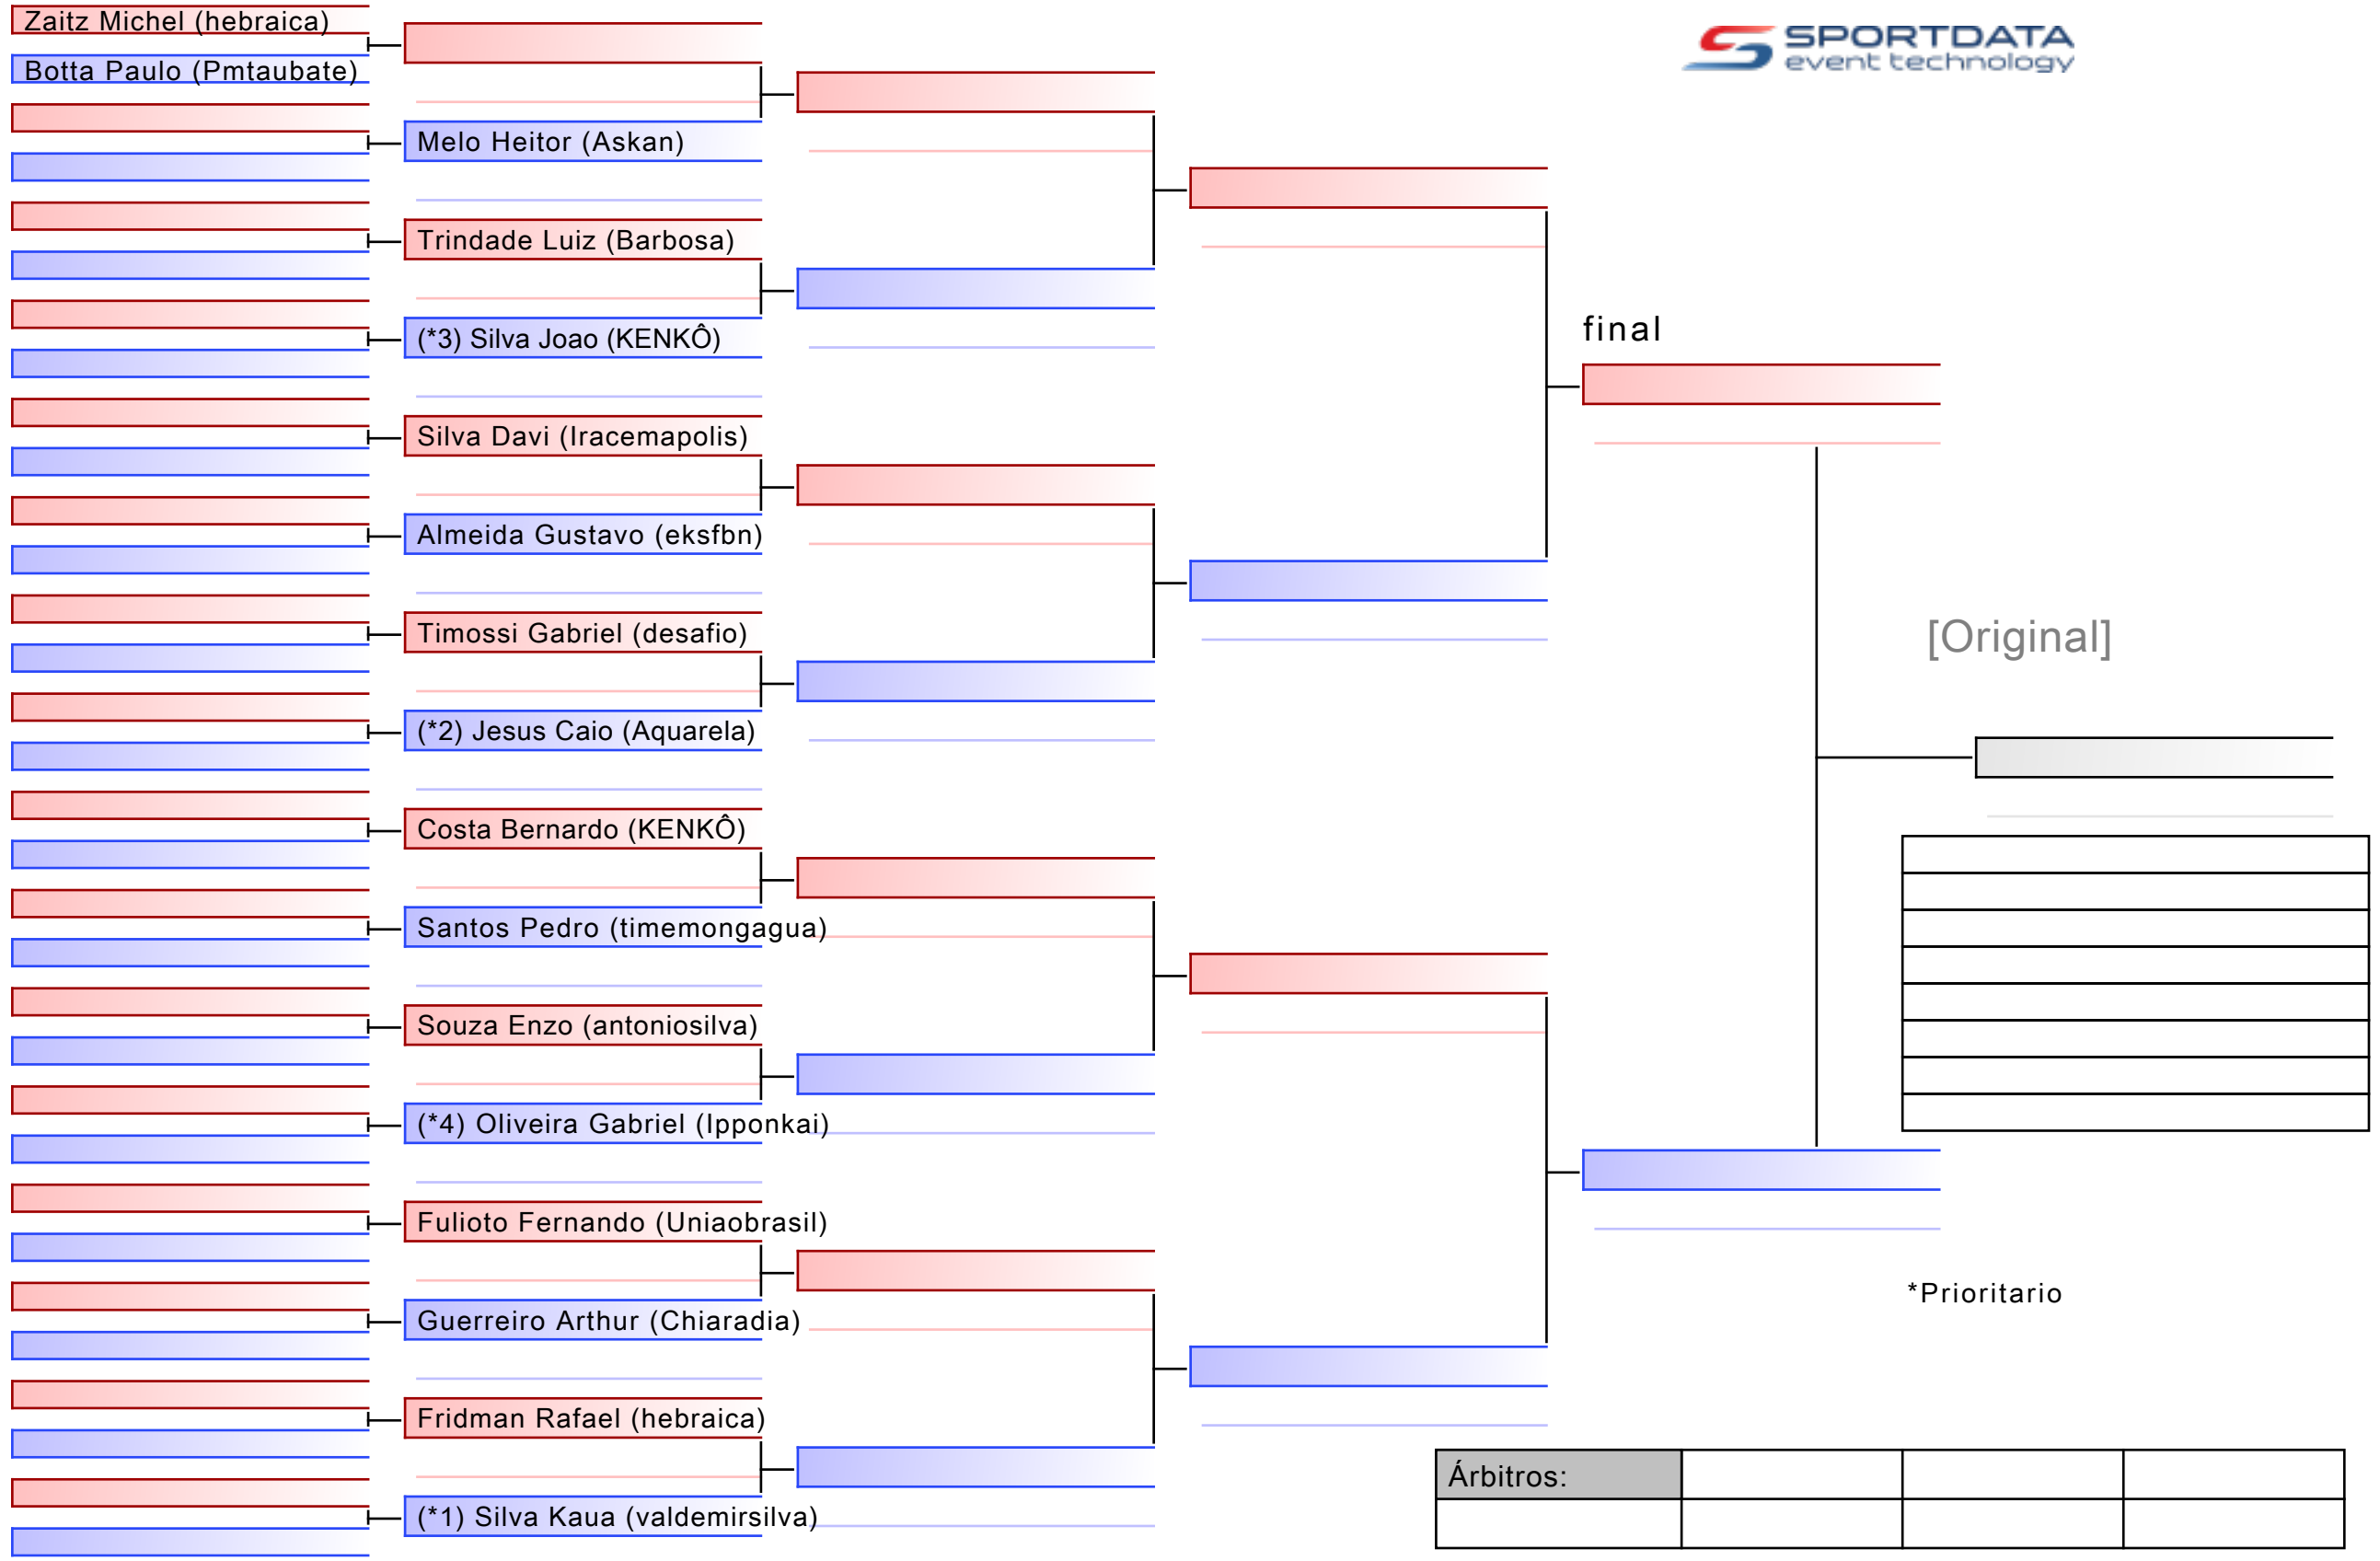 Zaitz Michel (hebraica)
Botta Paulo (Pmtaubate)
Melo Heitor (Askan)
Trindade Luiz (Barbosa)
(*3) Silva Joao (KENKÔ)
Silva Davi (Iracemapolis)
Almeida Gustavo (eksfbn)
Timossi Gabriel (desafio)
(*2) Jesus Caio (Aquarela)
Costa Bernardo (KENKÔ)
Santos Pedro (timemongagua)
Souza Enzo (antoniosilva)
(*4) Oliveira Gabriel (Ipponkai)
Fulioto Fernando (Uniaobrasil)
Guerreiro Arthur (Chiaradia)
Fridman Rafael (hebraica)
(*1) Silva Kaua (valdemirsilva)
SPORTDATA
event technology
final
[Original]
*Prioritario
Árbitros: